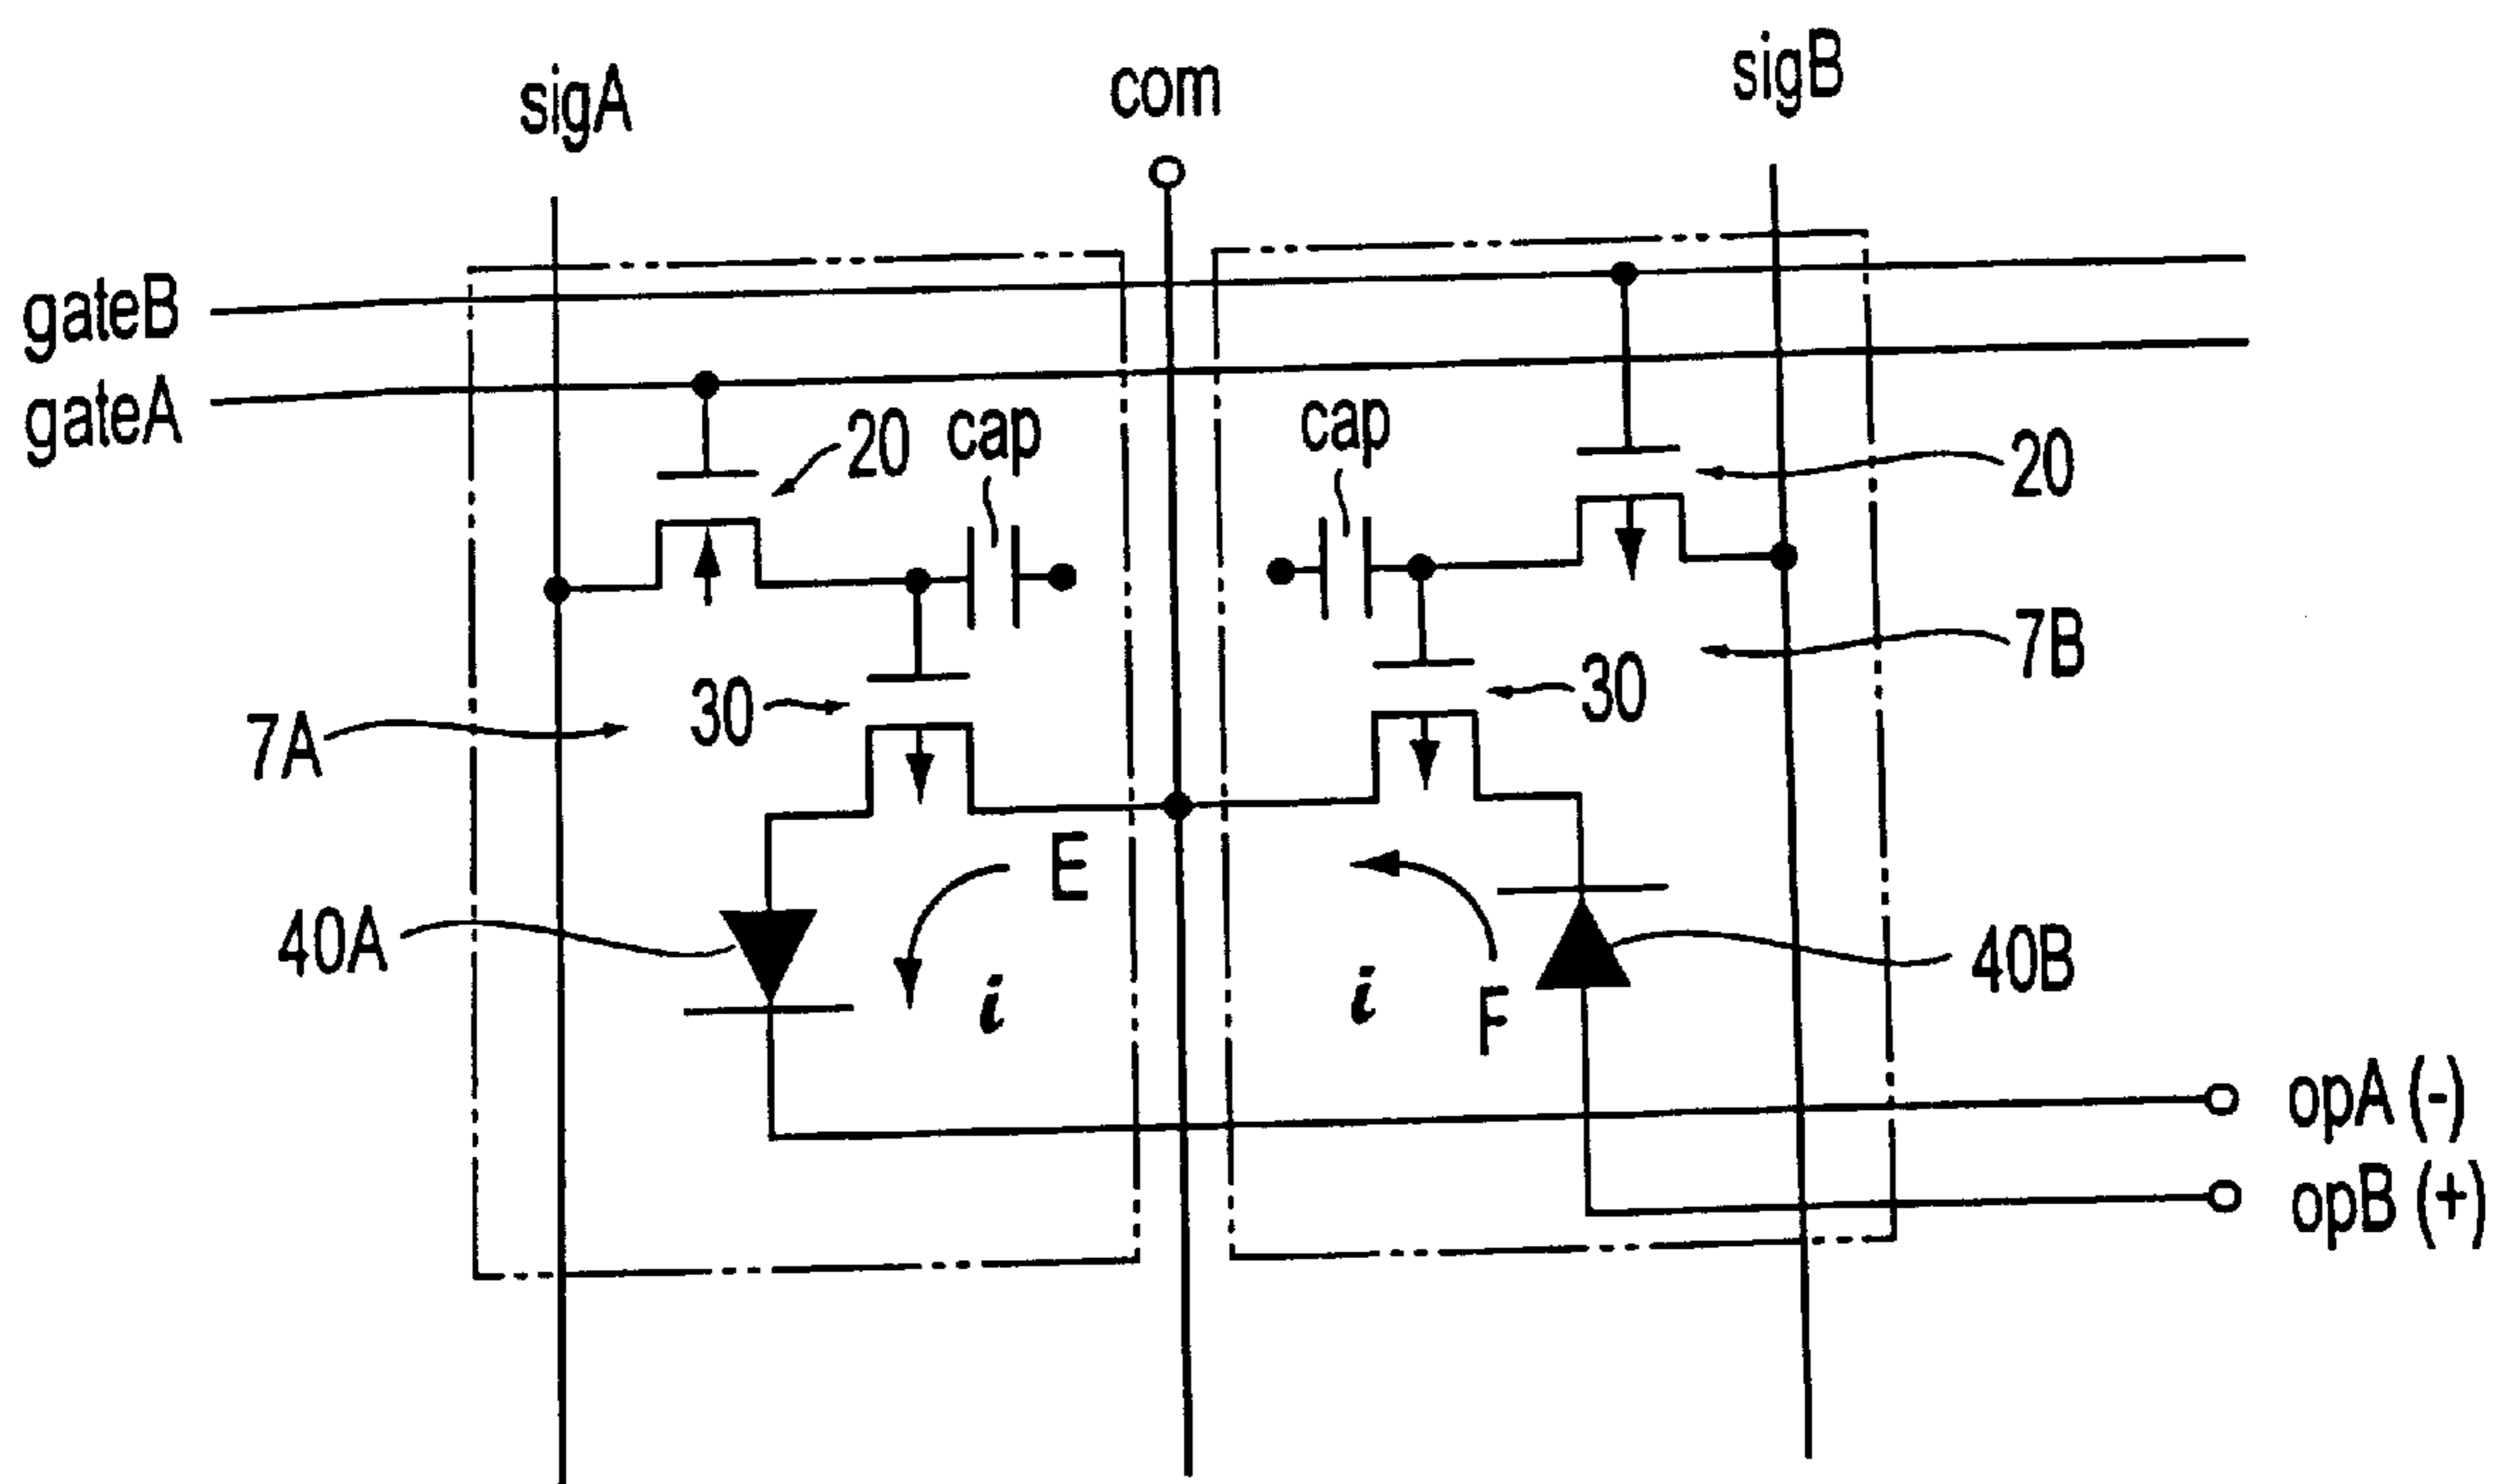 sigA
com
sigB
gateB
gateA
20
cap
cap
20
7B
30
30
7A
E
40A
i
i
F
40B
opA (-)
opB (+)